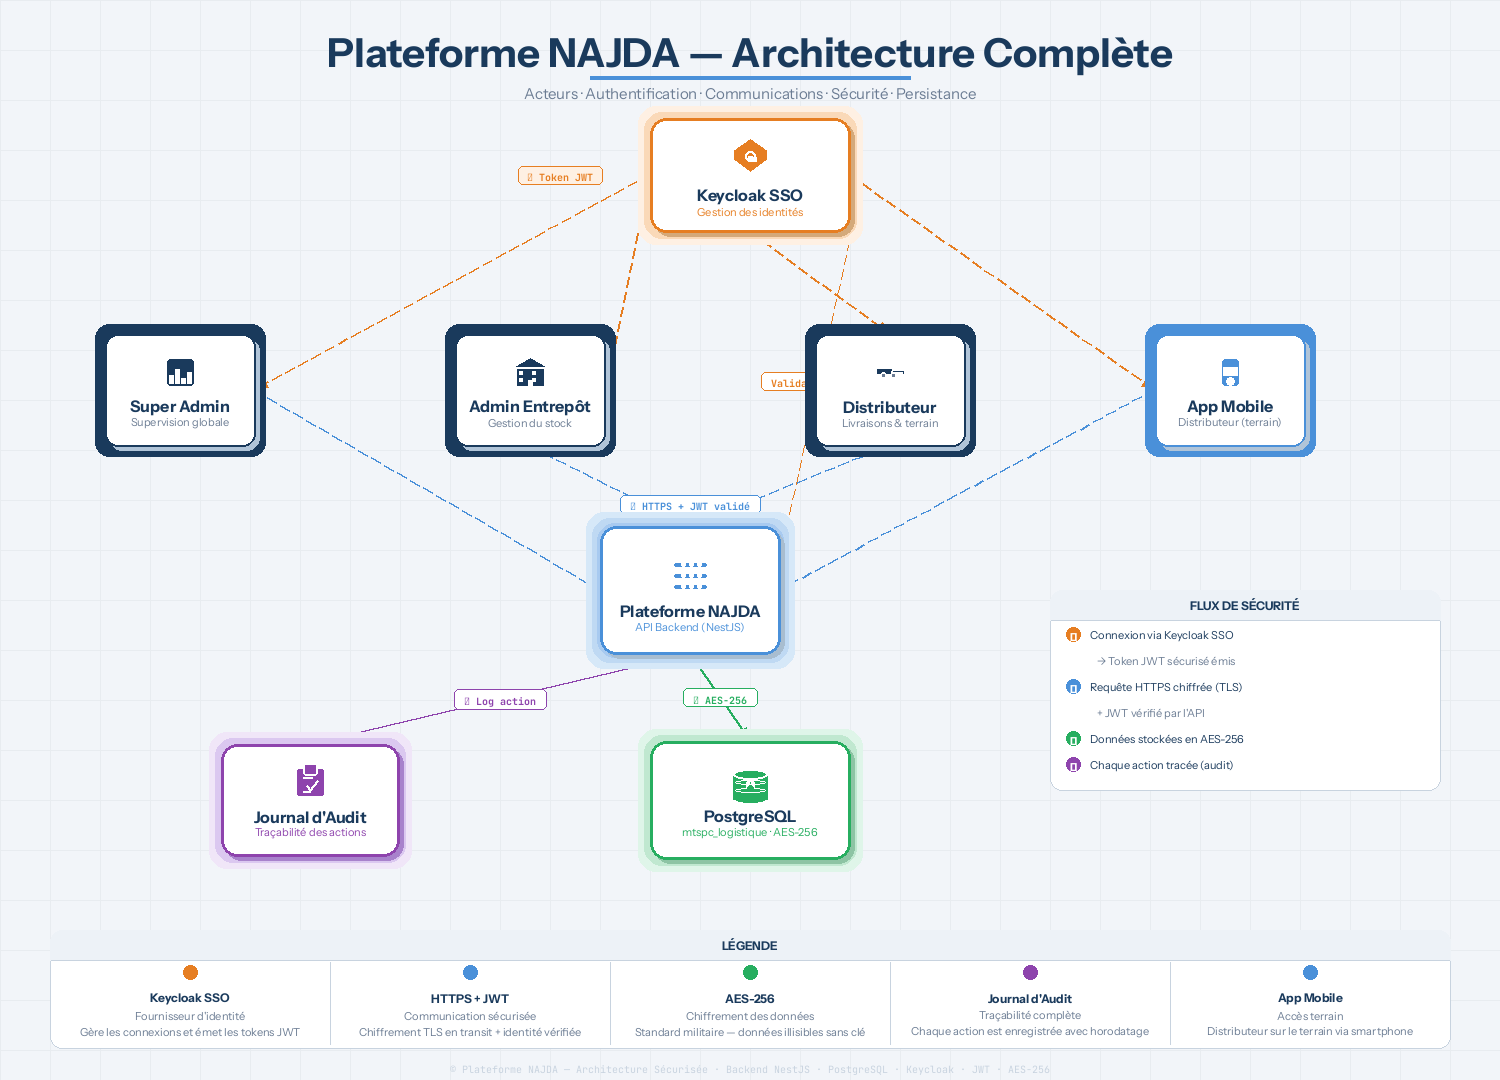 Plateforme NAJDA — Architecture Complète
Acteurs · Authentification · Communications · Sécurité · Persistance
Token JWT
Keycloak SSO
Gestion des identités
Super Admin
Supervision globale
Admin Entrepôt
Gestion du stock
Valida
Distributeur
Livraisons & terrain
App Mobile
Distributeur (terrain)
HTTPS + JWT validé
Plateforme NAJDA
API Backend (NestJS)
Log action
AES-256
Journal d'Audit
Traçabilité des actions
PostgreSQL
mtspc_logistique · AES-256
FLUX DE SÉCURITÉ
Connexion via Keycloak SSO
→ Token JWT sécurisé émis
Requête HTTPS chiffrée (TLS)
+ JWT vérifié par l'API
Données stockées en AES-256
Chaque action tracée (audit)
LÉGENDE
Keycloak SSO
Fournisseur d'identité
Gère les connexions et émet les tokens JWT
HTTPS + JWT
Communication sécurisée
Chiffrement TLS en transit + identité vérifiée
AES-256
Chiffrement des données
Standard militaire — données illisibles sans clé
Journal d'Audit
Traçabilité complète
Chaque action est enregistrée avec horodatage
App Mobile
Accès terrain
Distributeur sur le terrain via smartphone
© Plateforme NAJDA — Architecture Sécurisée · Backend NestJS · PostgreSQL · Keycloak · JWT · AES-256